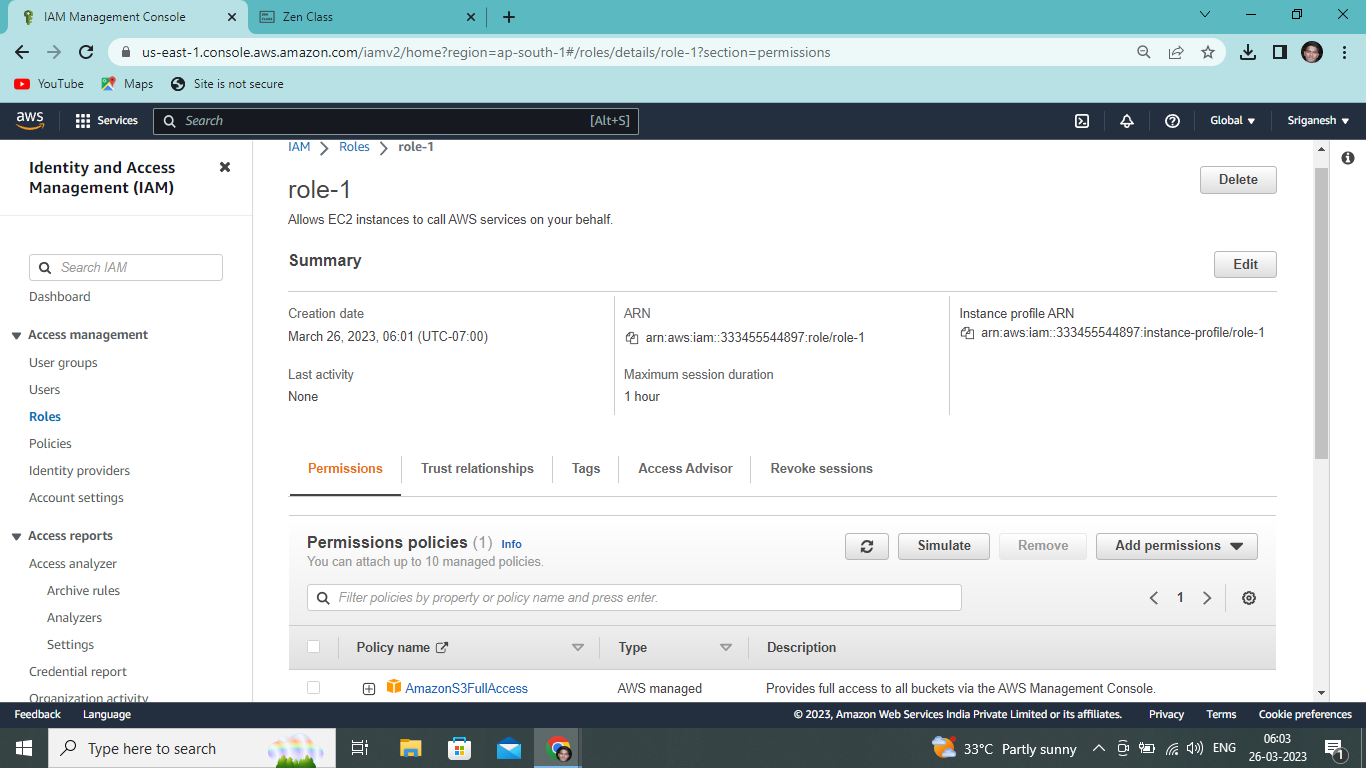 IAM Management Console
Zen Class
us-east-1.console.aws.amazon.com/iamv2/home?region=ap-south-1#/roles/details/role-1?section=permissions
YouTube
Maps
Site is not secure
aws
Services
Search
[Alt+S]
Global
Sriganesh
Identity and Access
Management (IAM)
Search IAM
Dashboard
Access management
User groups
Users
Roles
Policies
Identity providers
Account settings
Access reports
Access analyzer
Archive rules
Analyzers
Settings
Credential report
Organization activity
IAM
Roles
role-1
role-1
Delete
Allows EC2 instances to call AWS services on your behalf.
Summary
Edit
Creation date
March 26, 2023, 06:01 (UTC-07:00)
Last activity
None
ARN
arn:aws:iam::333455544897:role/role-1
Maximum session duration
1 hour
Instance profile ARN
arn:aws:iam::333455544897:instance-profile/role-1
Permissions
Trust relationships
Tags
Access Advisor
Revoke sessions
Permissions policies (1) Info
You can attach up to 10 managed policies.
Simulate
Remove
Add permissions
Filter policies by property or policy name and press enter.
1
Policy name
Type
Description
AmazonS3FullAccess
AWS managed
Provides full access to all buckets via the AWS Management Console.
Feedback
Language
© 2023, Amazon Web Services India Private Limited or its affiliates.
Privacy
Terms
Cookie preferences
Type here to search
33°C Partly sunny
ENG
06:03
26-03-2023
1